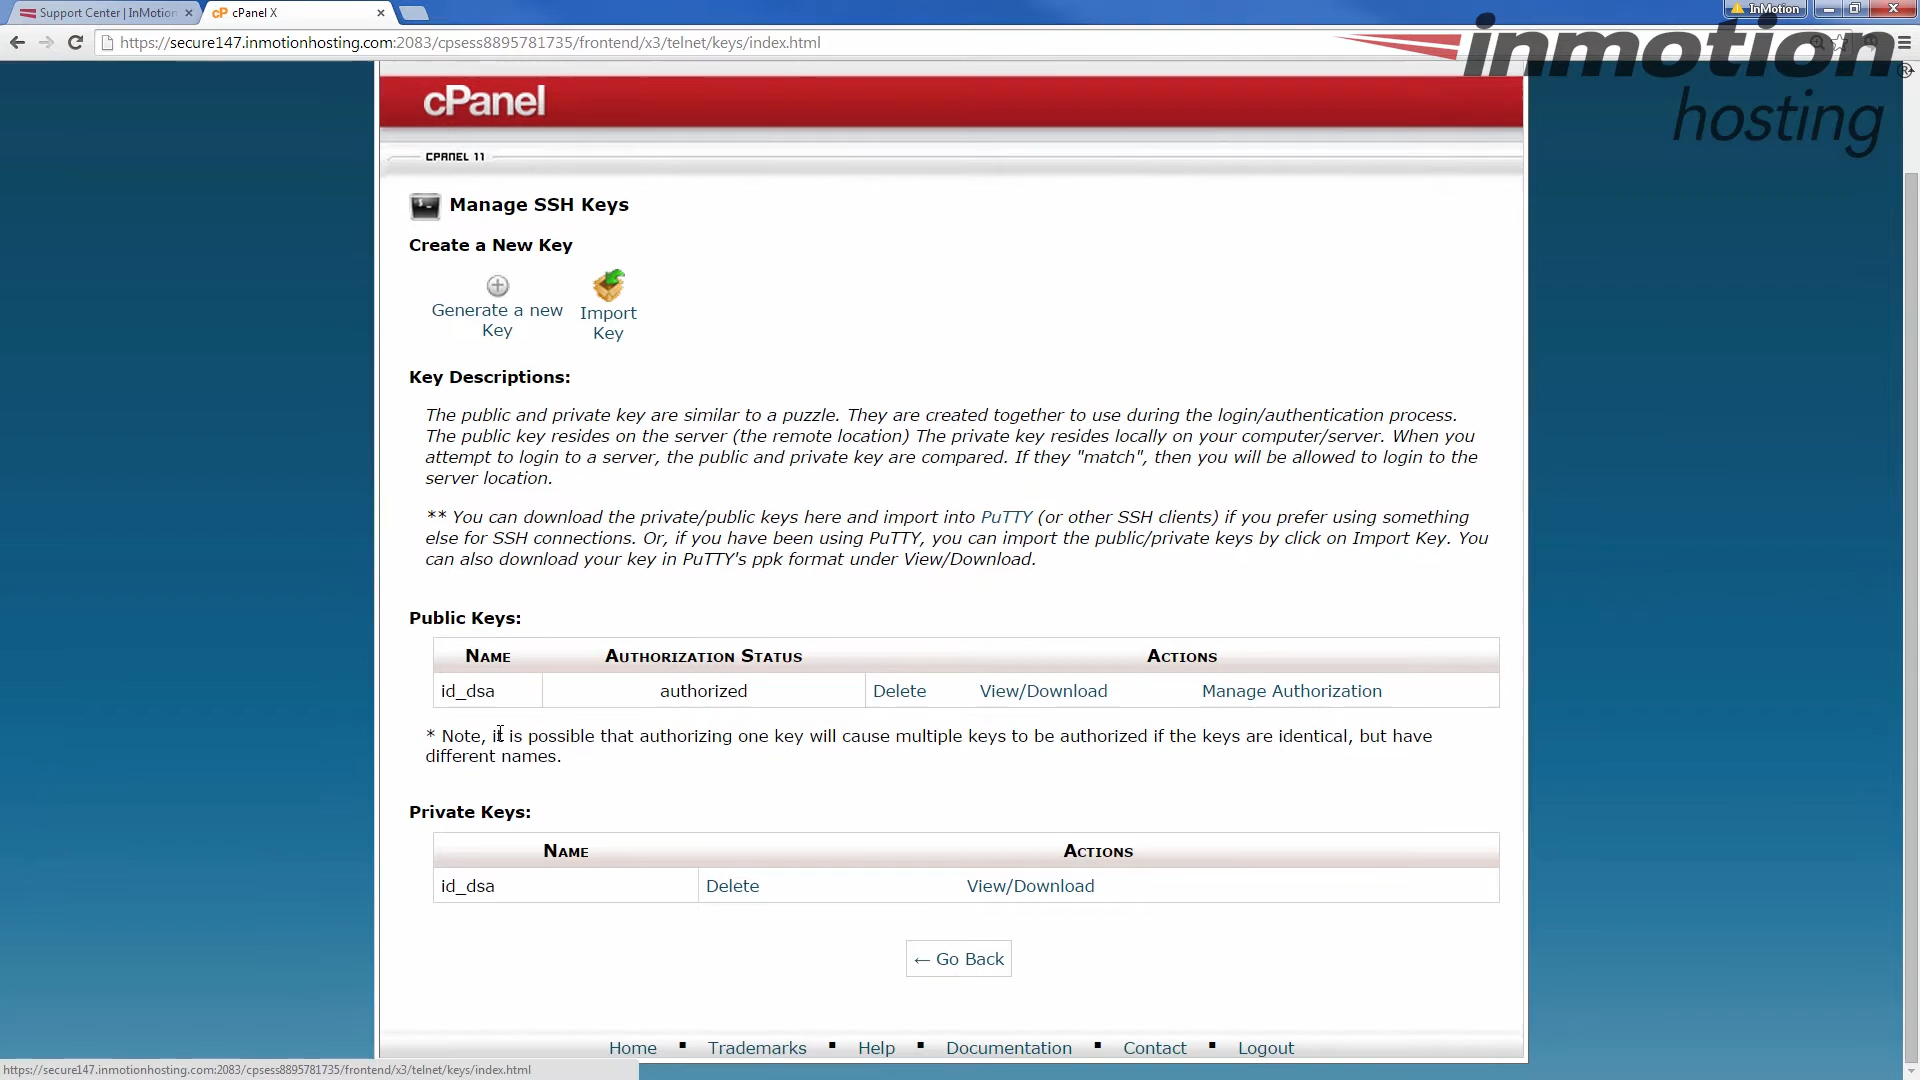 Support Center | InMotion
cP cPanel X
InMotion
https://secure147.inmotionhosting.com:2083/cpsess8895781735/frontend/x3/telnet/keys/index.html
inmotion
hosting
cPanel
CPANEL 11
Manage SSH Keys
Create a New Key
Generate a new
Key
Import
Key
Key Descriptions:
The public and private key are similar to a puzzle. They are created together to use during the login/authentication process.
The public key resides on the server (the remote location) The private key resides locally on your computer/server. When you
attempt to login to a server, the public and private key are compared. If they "match", then you will be allowed to login to the
server location.
** You can download the private/public keys here and import into PuTTY (or other SSH clients) if you prefer using something
else for SSH connections. Or, if you have been using PuTTY, you can import the public/private keys by click on Import Key. You
can also download your key in PuTTY's ppk format under View/Download.
Public Keys:
NAME AUTHORIZATION STATUS ACTIONS
id_dsa authorized Delete View/Download Manage Authorization
* Note, it is possible that authorizing one key will cause multiple keys to be authorized if the keys are identical, but have
different names.
Private Keys:
NAME ACTIONS
id_dsa Delete View/Download
← Go Back
Home ▪ Trademarks ▪ Help ▪ Documentation ▪ Contact ▪ Logout
https://secure147.inmotionhosting.com:2083/cpsess8895781735/frontend/x3/telnet/keys/index.html